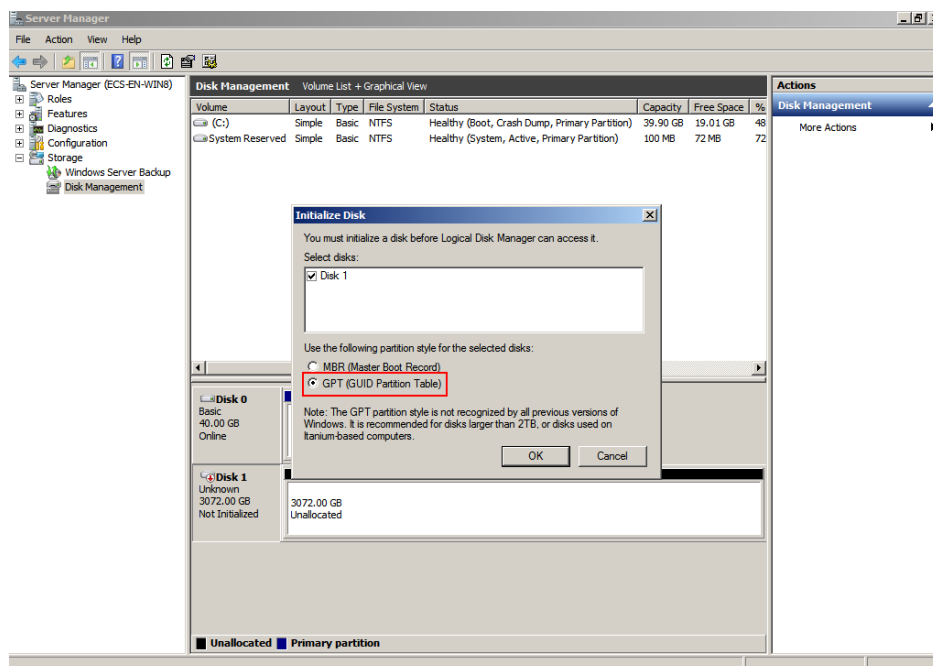 Server Manager
File Action View Help
Server Manager (ECS-EN-WIN8)
Roles
Features
Diagnostics
Configuration
Storage
Windows Server Backup
Disk Management
Disk Management Volume List + Graphical View
Volume Layout Type File System Status Capacity Free Space %
(C:) Simple Basic NTFS Healthy (Boot, Crash Dump, Primary Partition) 39.90 GB 19.01 GB 48
System Reserved Simple Basic NTFS Healthy (System, Active, Primary Partition) 100 MB 72 MB 72
Actions
Disk Management
More Actions
Initialize Disk
You must initialize a disk before Logical Disk Manager can access it.
Select disks:
Disk 1
Use the following partition style for the selected disks:
MBR (Master Boot Record)
GPT (GUID Partition Table)
Note: The GPT partition style is not recognized by all previous versions of
Windows. It is recommended for disks larger than 2TB, or disks used on
Itanium-based computers.
OK Cancel
Disk 0
Basic
40.00 GB
Online
Disk 1
Unknown
3072.00 GB
Not Initialized
3072.00 GB
Unallocated
Unallocated Primary partition